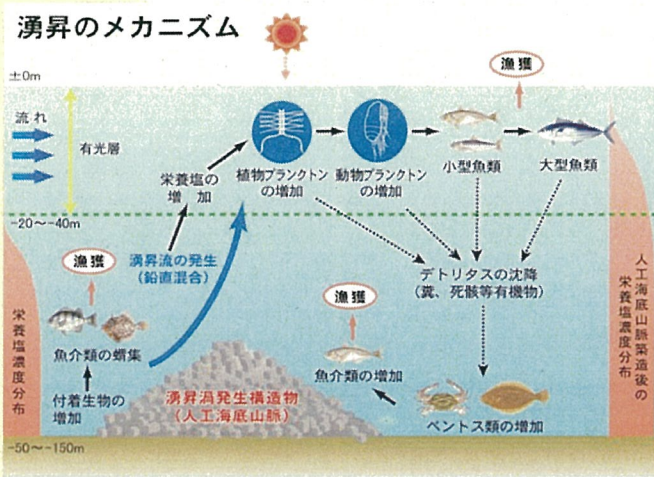 湧昇のメカニズム
±0m
漁獲
流れ
有光層
栄養塩の
増 加
植物プランクトン
の増加
動物プランクトン
の増加
小型魚類
大型魚類
-20〜-40m
湧昇流の発生
(鉛直混合)
漁獲
デトリタスの沈降
(糞、死骸等有機物)
漁獲
栄養塩濃度分布
魚介類の蝟集
魚介類の増加
人工海底山脈築造後の
栄養塩濃度分布
付着生物の
増加
湧昇渦発生構造物
(人工海底山脈)
ベントス類の増加
-50〜-150m